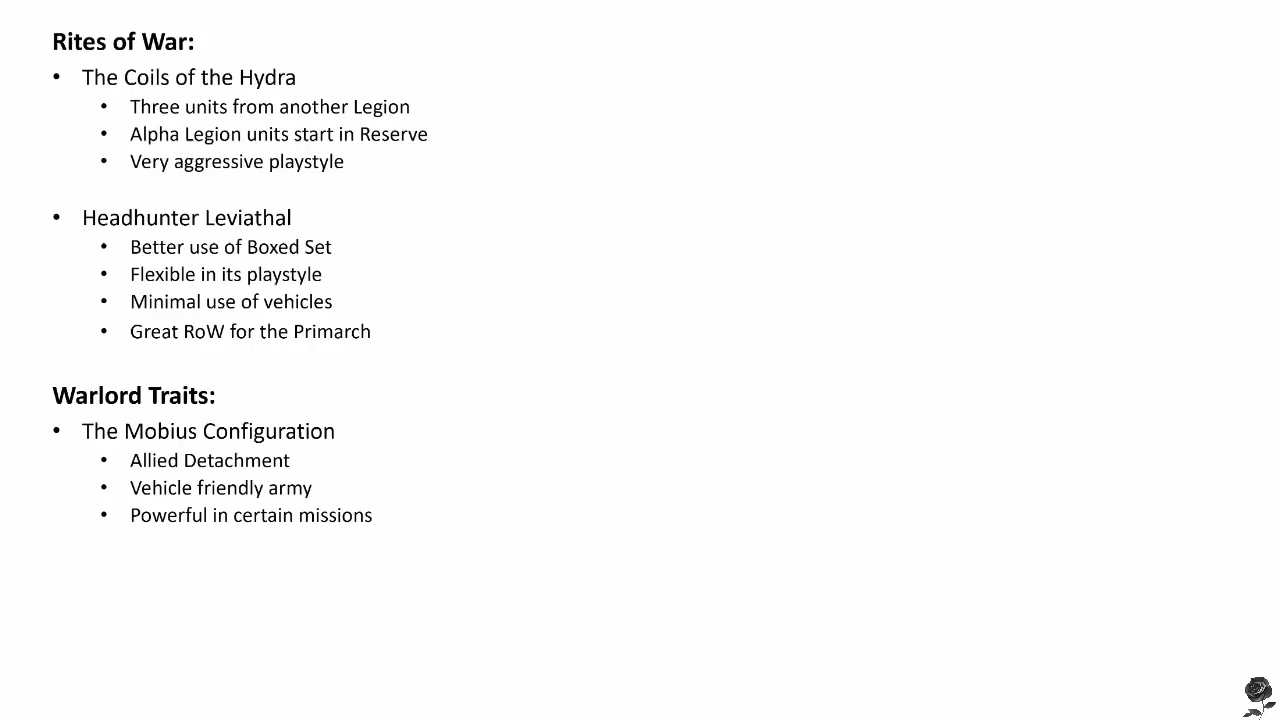 Rites of War:
• The Coils of the Hydra
• Three units from another Legion
• Alpha Legion units start in Reserve
• Very aggressive playstyle
• Headhunter Leviathal
• Better use of Boxed Set
• Flexible in its playstyle
• Minimal use of vehicles
• Great RoW for the Primarch
Warlord Traits:
• The Mobius Configuration
• Allied Detachment
• Vehicle friendly army
• Powerful in certain missions